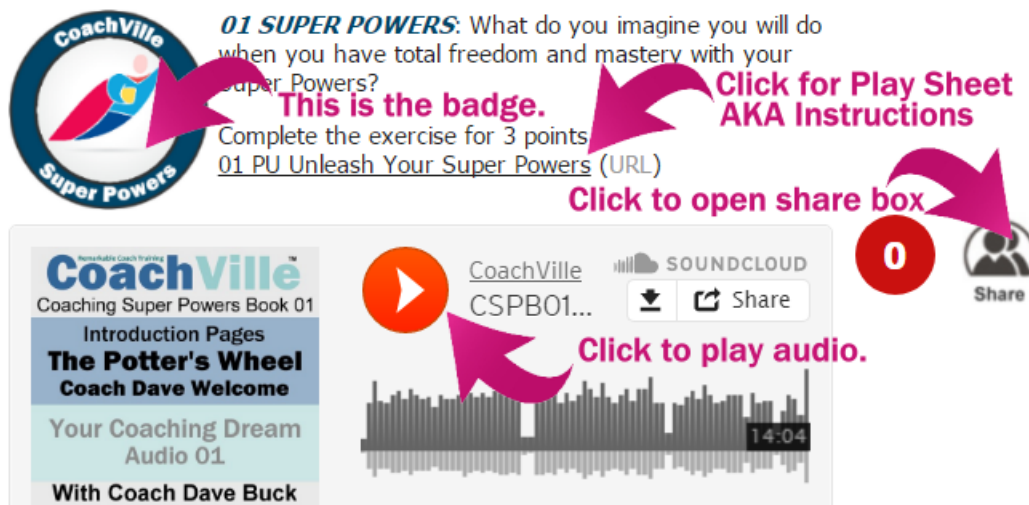 CoachVille
Super Powers
01 SUPER POWERS: What do you imagine you will do
when you have total freedom and mastery with your
Super Powers?
This is the badge.
Click for Play Sheet
AKA Instructions
Complete the exercise for 3 points
01 PU Unleash Your Super Powers (URL)
Click to open share box
0
Share
Remarkable Coach Training
CoachVille™
Coaching Super Powers Book 01
Introduction Pages
The Potter's Wheel
Coach Dave Welcome
Your Coaching Dream
Audio 01
With Coach Dave Buck
CoachVille
SOUNDCLOUD
CSPB01...
Share
Click to play audio.
14:04